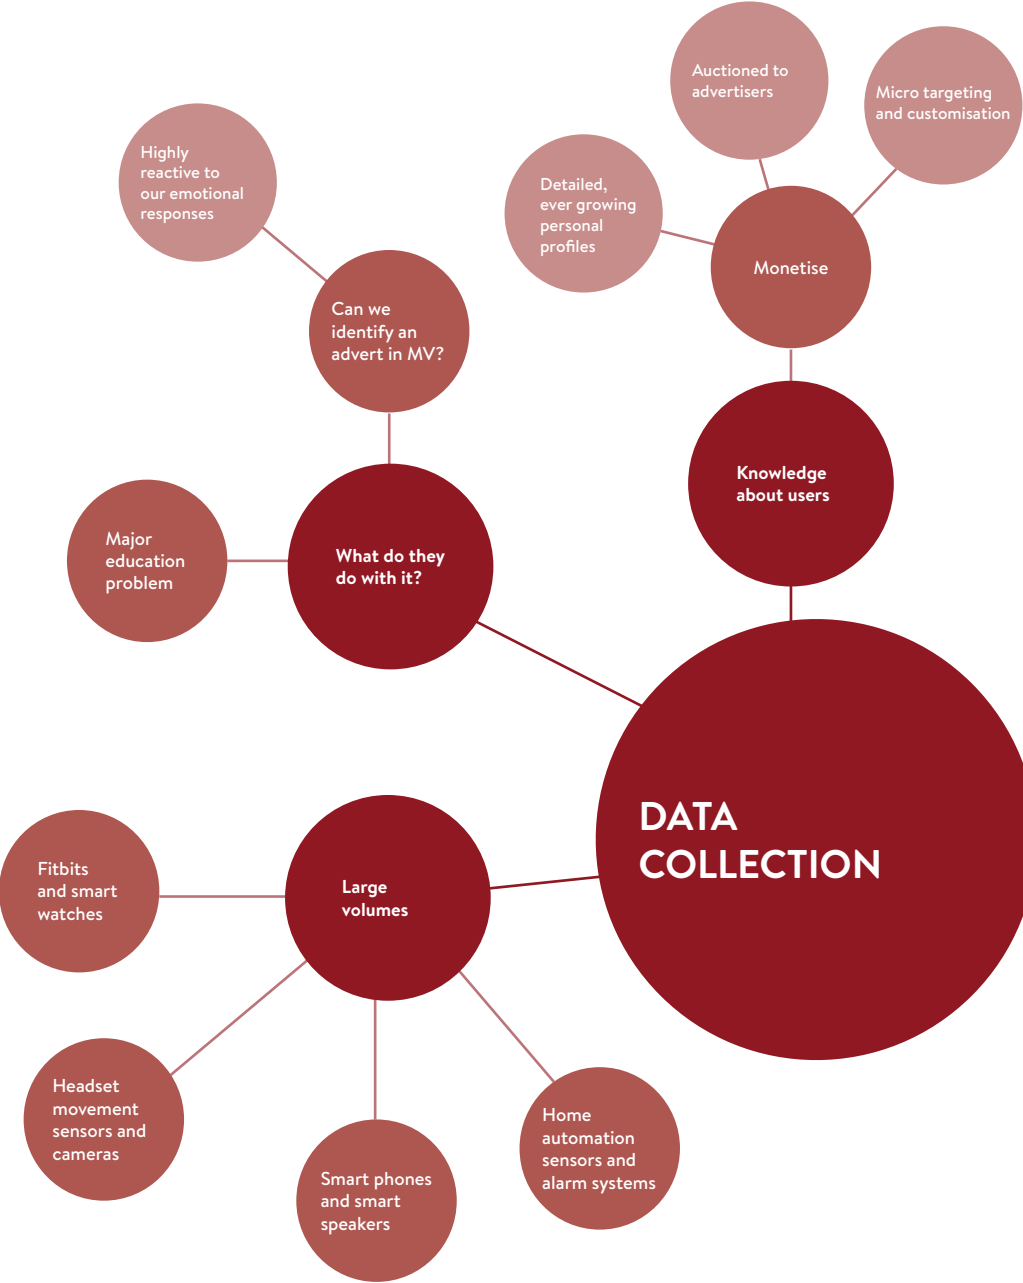 Auctioned to
advertisers
Micro targeting
and customisation
Highly
reactive to
our emotional
responses
Detailed,
ever growing
personal
profiles
Monetise
Can we
identify an
advert in MV?
Knowledge
about users
Major
education
problem
What do they
do with it?
DATA
COLLECTION
Fitbits
and smart
watches
Large
volumes
Headset
movement
sensors and
cameras
Smart phones
and smart
speakers
Home
automation
sensors and
alarm systems